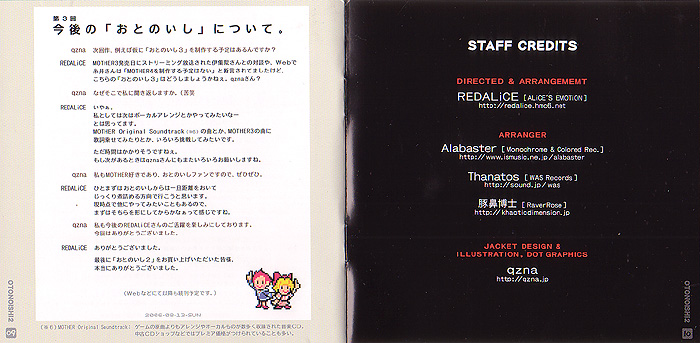 第3回
今後の「おとのいし」について。
qzna 次回作、例えば仮に「おとのいし3」を制作する予定はあるんですか？
REDALiCE MOTHER3発売日にストリーミング放送された伊集院さんとの対談や、Webで
糸井さんは「MOTHER4を制作する予定はない」と断言されてましたけど、
こちらの「おとのいし3」はどうしましょうかねぇ。qznaさん？
qzna なぜそこで私に聞き返しますか。（苦笑
REDALiCE いやぁ。
私としては次はボーカルアレンジとかやってみたいなー
とは思ってます。
MOTHER Original Soundtrackの曲とか、MOTHER3の曲に
歌詞乗せてみたりとか、いろいろ挑戦してみたいです。
ただ時間はかかりそうですねぇ。
もし次があるときはqznaさんにもまたいろいろお願いしますね。
qzna 私もMOTHER好きであり、おとのいしファンですので、ぜひぜひ。
REDALiCE ひとまずはおとのいしからは一旦距離をおいて
じっくり煮詰める方向で行こうと思います。
現時点で他にやってみたいこともあるので、
まずはそちらを形にしてからかなぁって感じですね。
qzna 私も今後のREDALiCEさんのご活躍を楽しみにしております。
今回はありがとうございました。
REDALiCE ありがとうございました。
最後に「おとのいし2」をお買い上げいただいた皆様、
本当にありがとうございました。
2006-08-13-SUN
MOTHER Original Soundtrack） ゲームの原曲よりもアレンジやボーカルものが数多く収録された音楽CD。
中古CDショップなどではプレミア価格がつけられていることも多い。
OTONOISHI2
09
STAFF CREDITS
DIRECTED & ARRANGEMEMT
REDALiCE [ ALiCE'S EMOTiON ]
http://redalice.hmc6.net
ARRANGER
Alabaster [ Monochrome & Colored Rec. ]
http://www.ismusic.ne.jp/alabaster
Thanatos [ WAS Records ]
http://sound.jp/was
豚鼻博士 [ RaverRose ]
http://khaoticdimension.jp
JACKET DESIGN &
ILLUSTRATION, DOT GRAPHICS
qzna
http://qzna.jp
OTONOISHI2
10